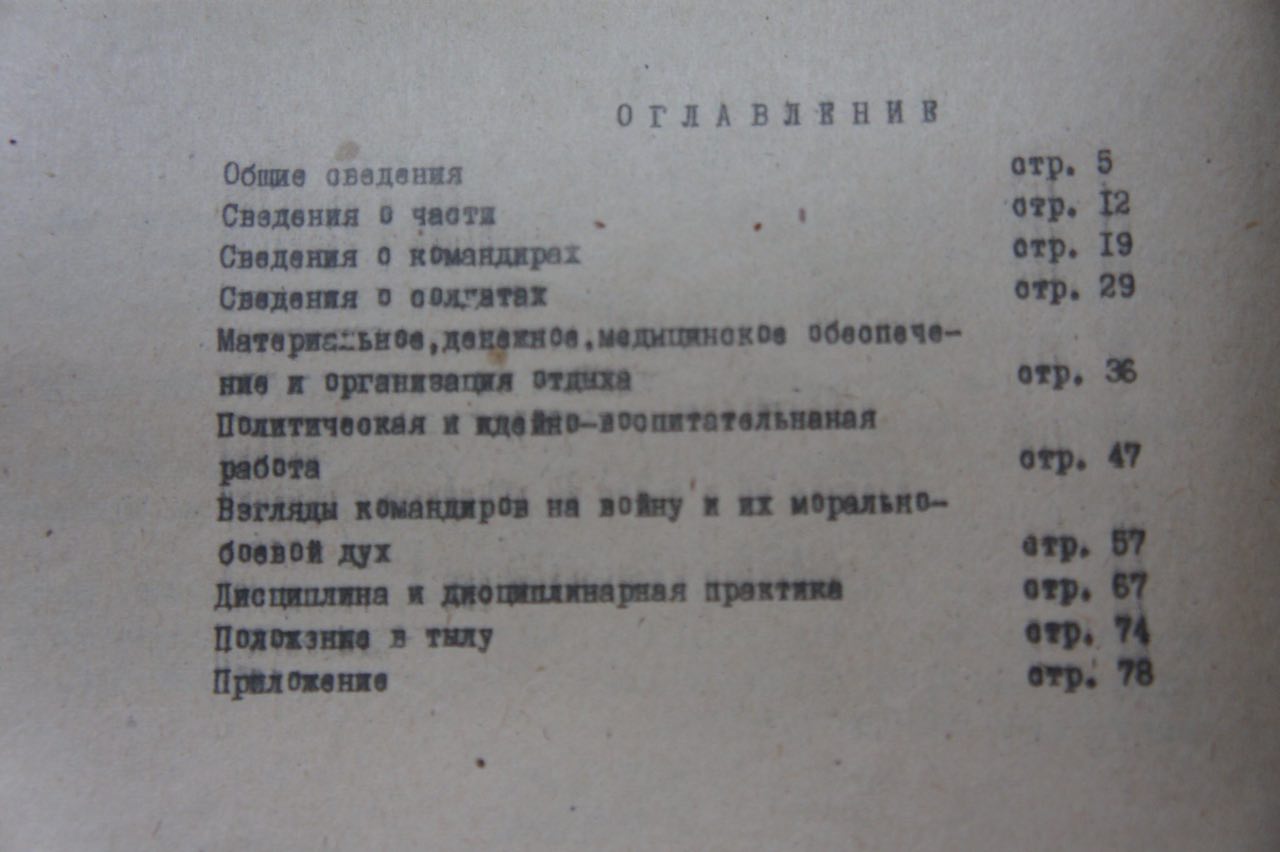 ОГЛАВЛЕНИЕ
Общие сведения стр. 5
Сведения о части стр. 12
Сведения о командирах стр. 19
Сведения о солдатах стр. 29
Материальное,денежное,медицинское обеспече-
ние и организация отдыха стр. 36
Политическая и идейно-воспитательнаная
работа стр. 47
Взгляды командиров на войну и их морально-
боевой дух стр. 57
Дисциплина и дисциплинарная практика стр. 67
Положэние в тылу стр. 74
Приложение стр. 78